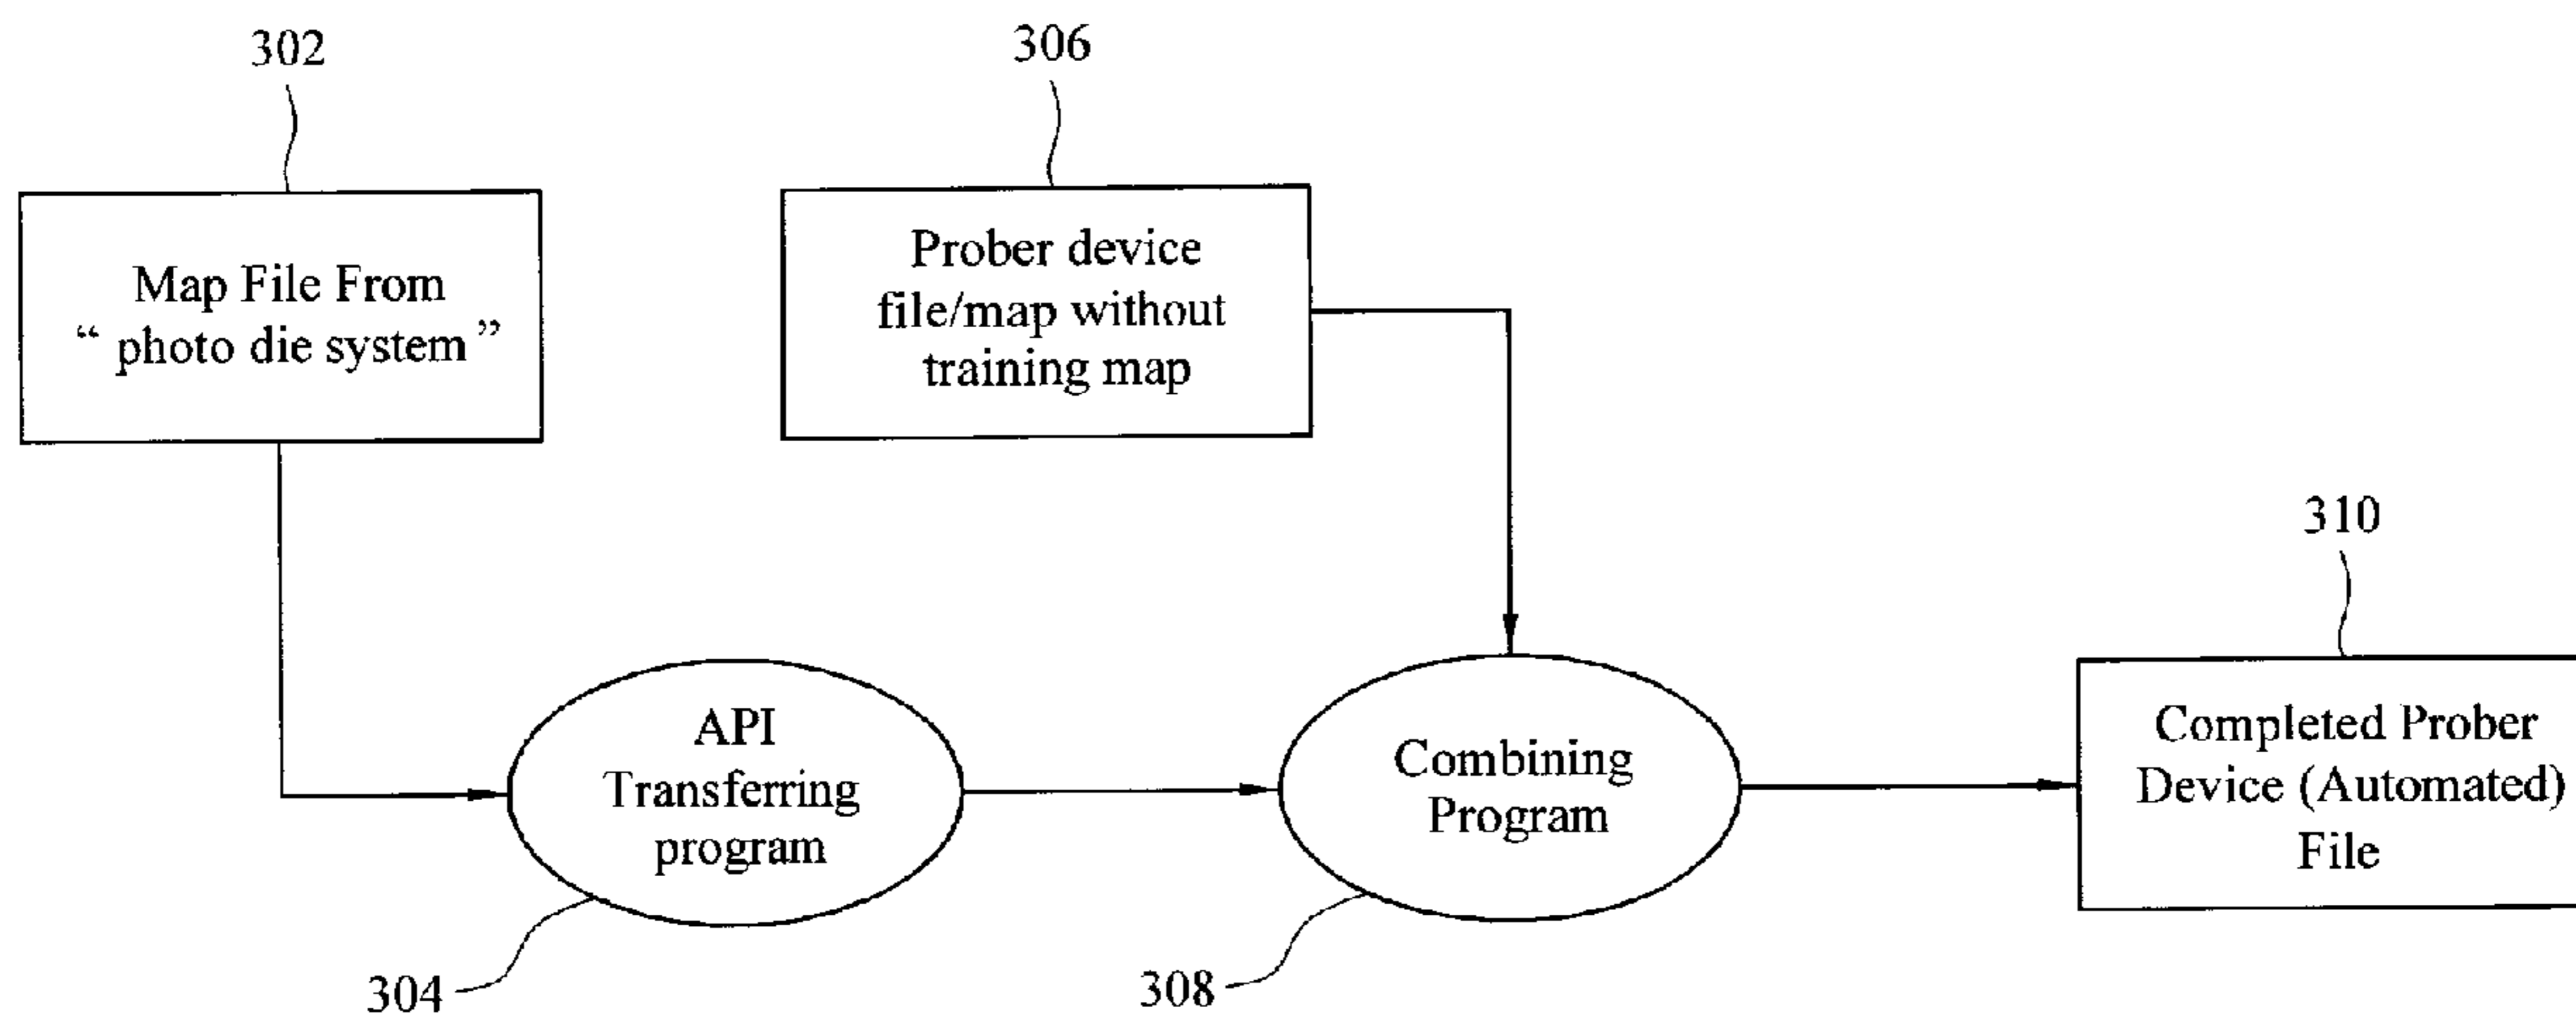 302
306
Map File From
“ photo die system ”
Prober device
file/map without
training map
310
API
Transferring
program
Combining
Program
Completed Prober
Device (Automated)
File
304
308